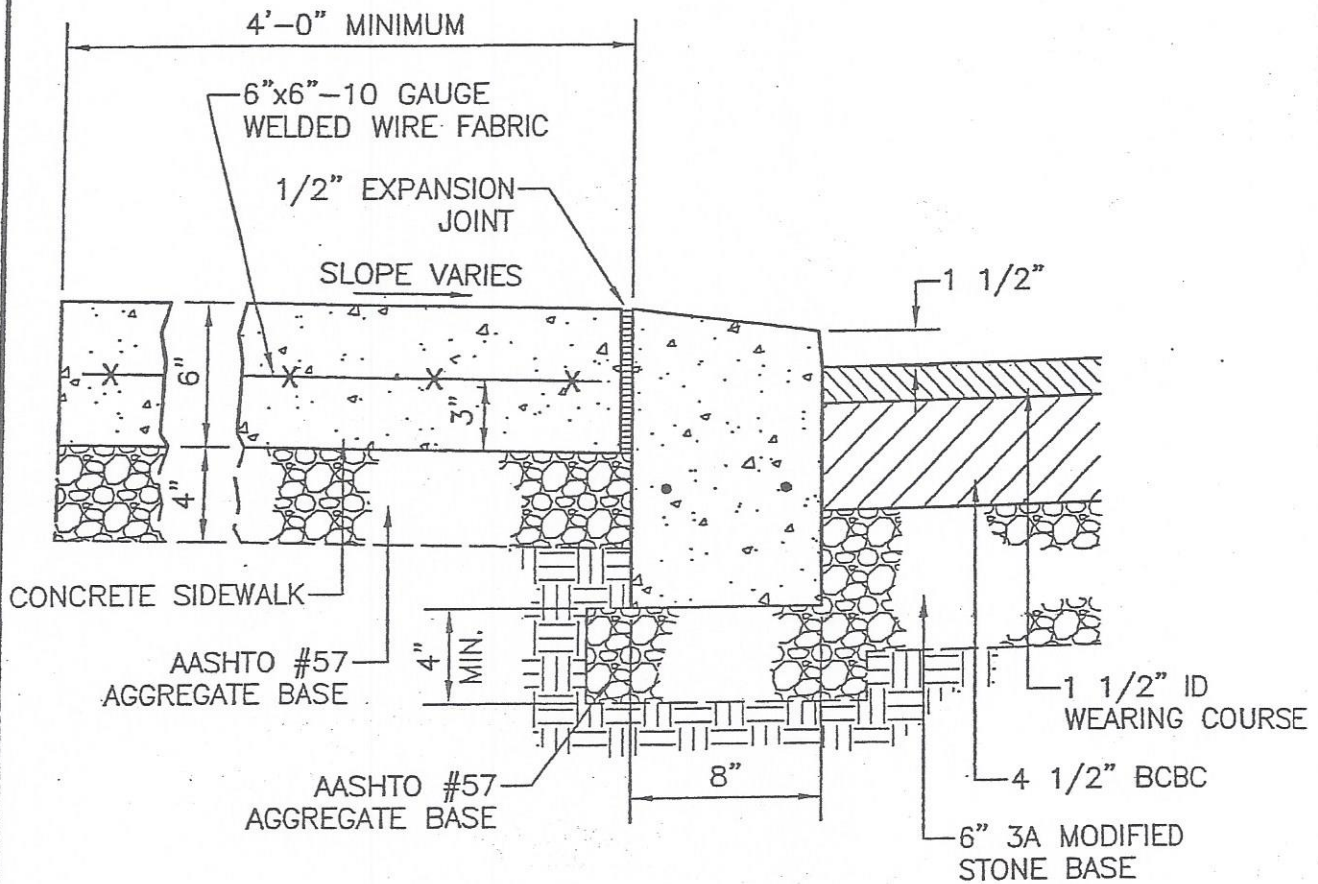 4'-0" MINIMUM
6"x6"-10 GAUGE
WELDED WIRE FABRIC
1/2" EXPANSION
JOINT
SLOPE VARIES
1 1/2"
6"
3"
4"
CONCRETE SIDEWALK
AASHTO #57
AGGREGATE BASE
4"
MIN.
AASHTO #57
AGGREGATE BASE
8"
1 1/2" ID
WEARING COURSE
4 1/2" BCBC
6" 3A MODIFIED
STONE BASE